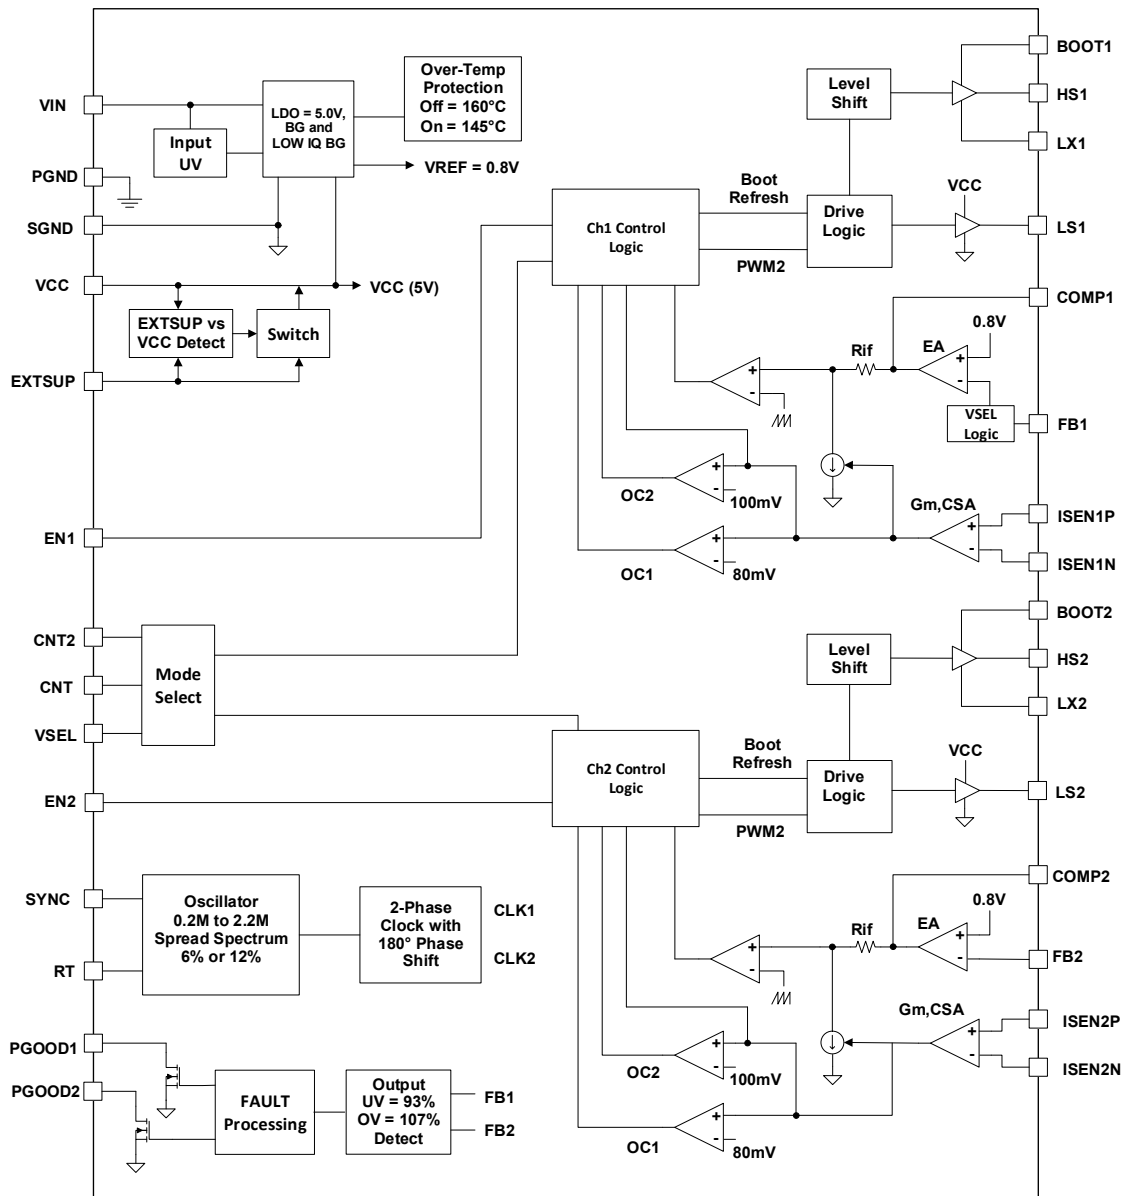 VIN
PGND
SGND
VCC
EXTSUP
EN1
CNT2
CNT
VSEL
EN2
SYNC
RT
PGOOD1
PGOOD2
Input
UV
LDO = 5.0V,
BG and
LOW IQ BG
Over-Temp
Protection
Off = 160°C
On = 145°C
VREF = 0.8V
VCC (5V)
EXTSUP vs
VCC Detect
Switch
Mode
Select
Oscillator
0.2M to 2.2M
Spread Spectrum
6% or 12%
2-Phase
Clock with
180° Phase
Shift
CLK1
CLK2
FAULT
Processing
Output
UV = 93%
OV = 107%
Detect
FB1
FB2
Ch1 Control
Logic
Boot
Refresh
PWM2
Level
Shift
Drive
Logic
VCC
0.8V
EA
+
-
Rif
VSEL
Logic
+
-
OC2
+
-
100mV
Gm,CSA
+
-
OC1
+
-
80mV
BOOT1
HS1
LX1
LS1
COMP1
FB1
ISEN1P
ISEN1N
Ch2 Control
Logic
Boot
Refresh
PWM2
Level
Shift
Drive
Logic
VCC
0.8V
EA
+
-
Rif
+
-
OC2
+
-
100mV
Gm,CSA
+
-
OC1
+
-
80mV
BOOT2
HS2
LX2
LS2
COMP2
FB2
ISEN2P
ISEN2N